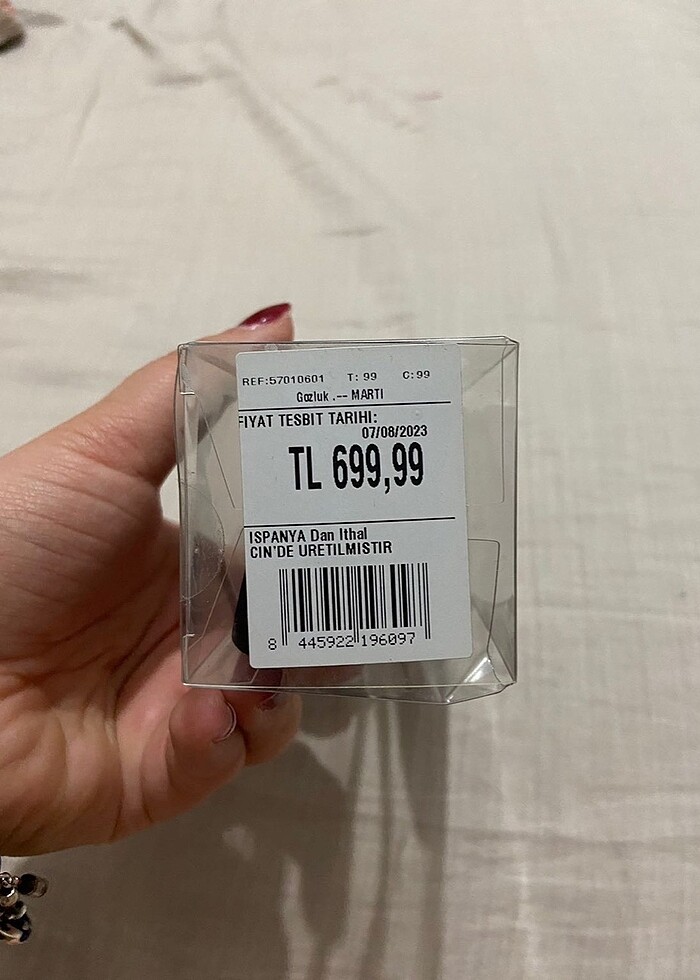 REF:57010601 T: 99 C:99
Gozluk .-- MARTI
FIYAT TESBIT TARIHI:
07/08/2023
TL 699,99
ISPANYA Dan Ithal
CIN'DE URETILMISTIR
8 445922 196097